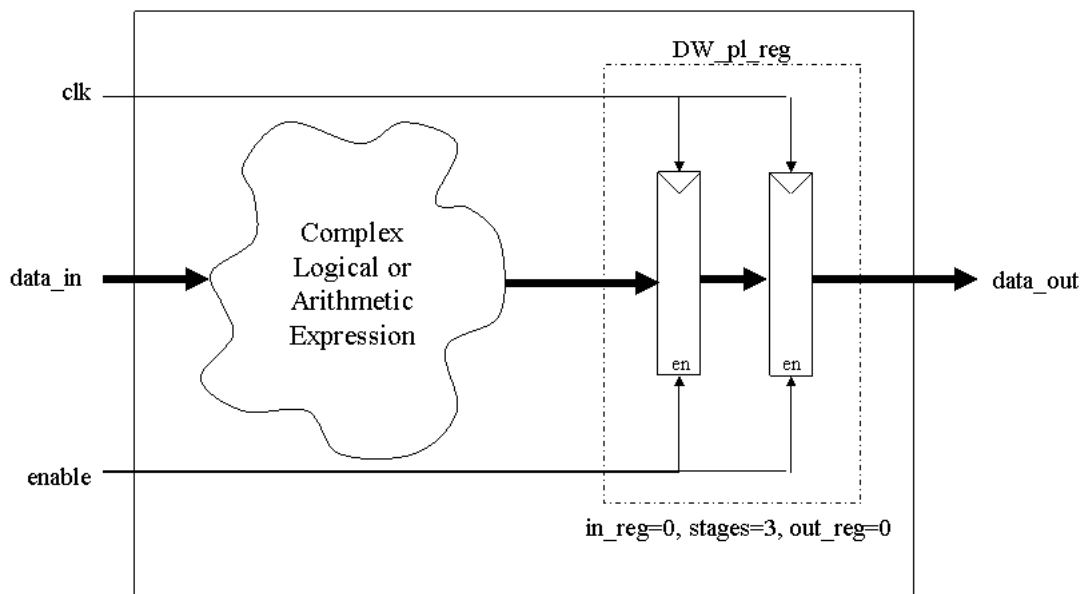 DW_pl_reg
clk
Complex
Logical or
Arithmetic
Expression
data_in
data_out
en
en
enable
in_reg=0, stages=3, out_reg=0